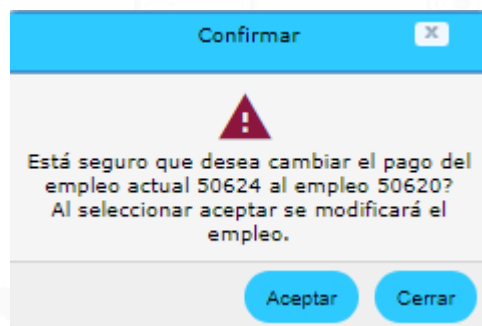 Confirmar
x
Está seguro que desea cambiar el pago del
empleo actual 50624 al empleo 50620?
Al seleccionar aceptar se modificará el
empleo.
Aceptar
Cerrar